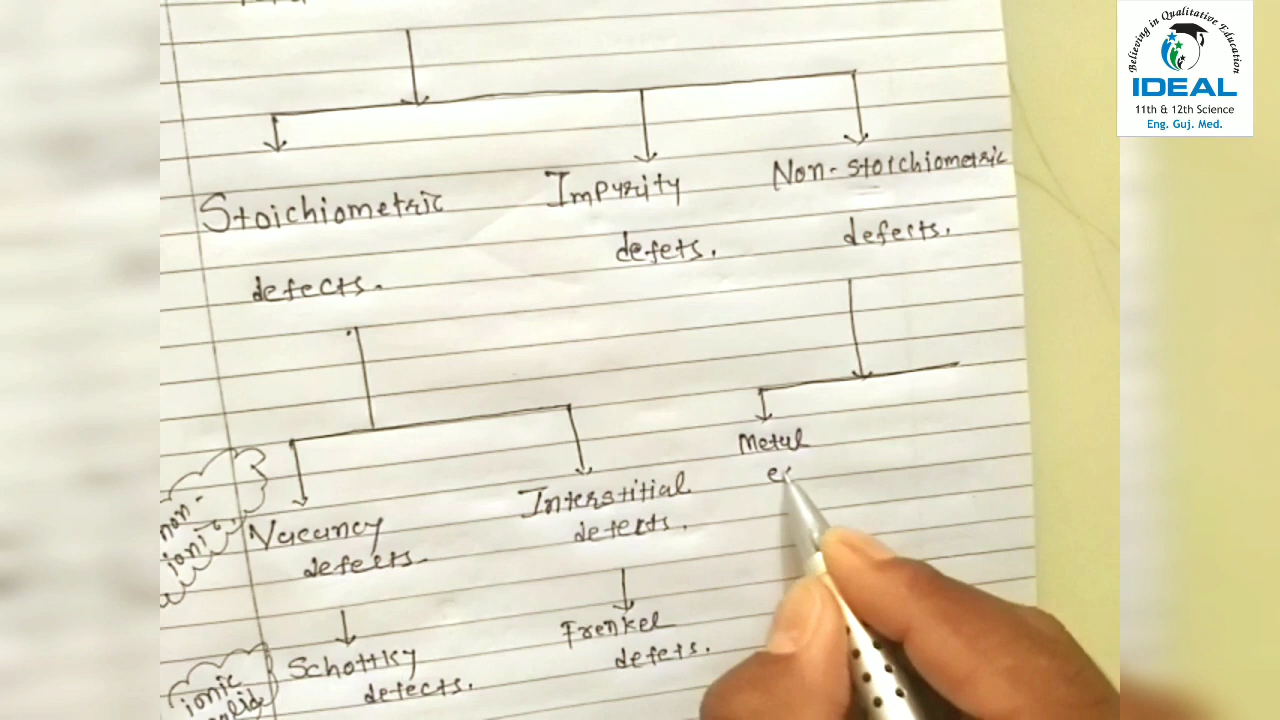 Believing in Qualitative Education
IDEAL
11th & 12th Science
Eng. Guj. Med.
Stoichiometric
defects.
Impurity
defets.
Non-stoichiometric
defects.
non-
ionic
Vacancy
defects.
Interstitial
defects.
Metal
Schottky
defects.
Frenkel
defets.
ionic
solid